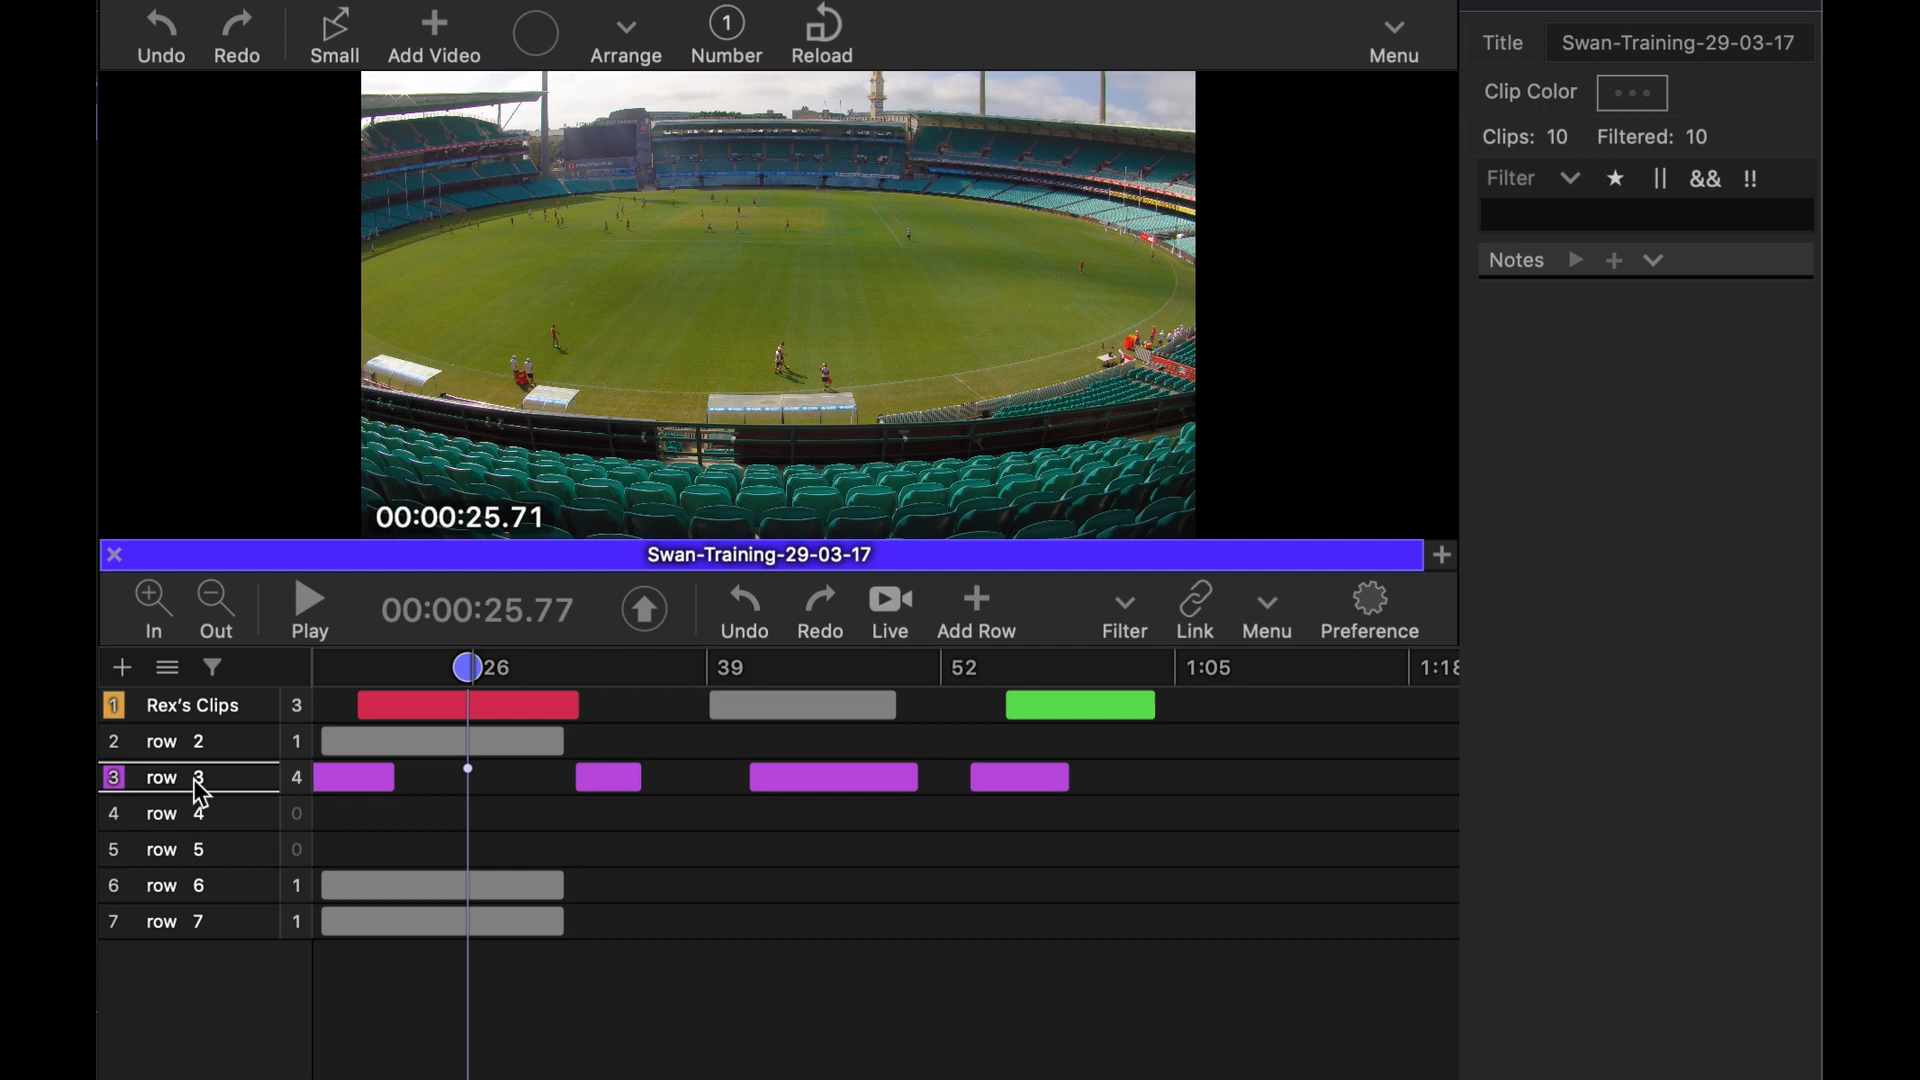 Undo Redo Small Add Video Arrange 1 Number Reload Menu
Title Swan-Training-29-03-17
Clip Color
Clips: 10 Filtered: 10
Filter ★ || && !!
Notes
00:00:25.71
Swan-Training-29-03-17
In Out Play 00:00:25.77 Undo Redo Live Add Row Filter Link Menu Preference
26 39 52 1:05 1:18
1 Rex's Clips 3
2 row 2 1
3 row 3 4
4 row 4 0
5 row 5 0
6 row 6 1
7 row 7 1